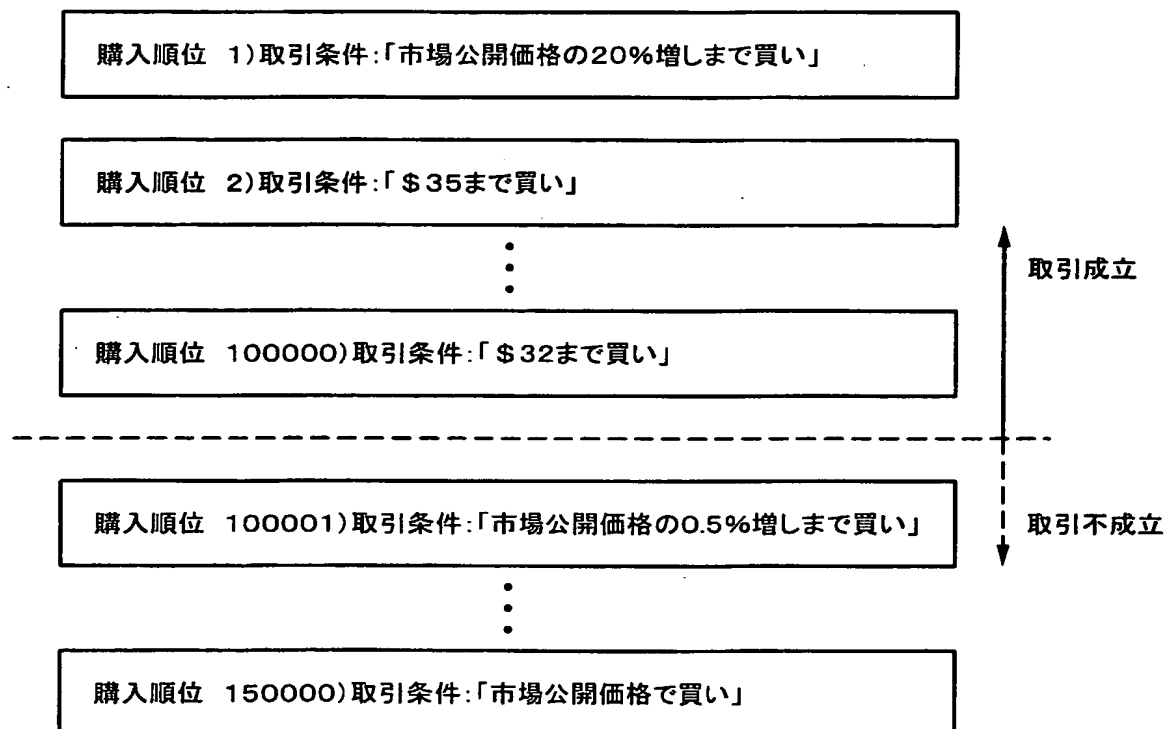 購入順位 1)取引条件:「市場公開価格の20%増しまで買い」
購入順位 2)取引条件:「$35まで買い」
取引成立
購入順位 100000)取引条件:「$32まで買い」
購入順位 100001)取引条件:「市場公開価格の0.5%増しまで買い」
取引不成立
購入順位 150000)取引条件:「市場公開価格で買い」